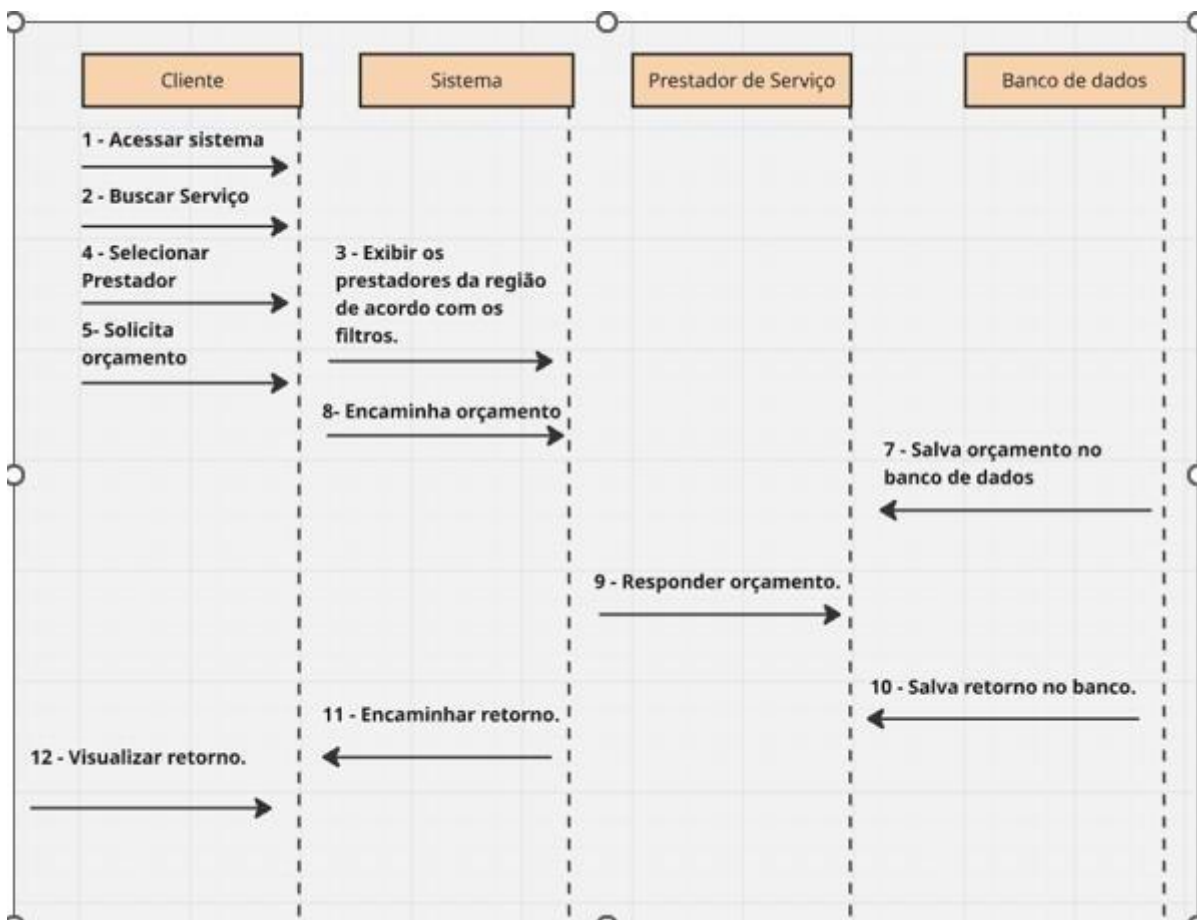 Cliente
Sistema
Prestador de Serviço
Banco de dados
1 - Acessar sistema
2 - Buscar Serviço
4 - Selecionar
Prestador
3 - Exibir os
prestadores da região
de acordo com os
filtros.
5- Solicita
orçamento
8- Encaminha orçamento
7 - Salva orçamento no
banco de dados
9 - Responder orçamento.
10 - Salva retorno no banco.
11 - Encaminhar retorno.
12 - Visualizar retorno.